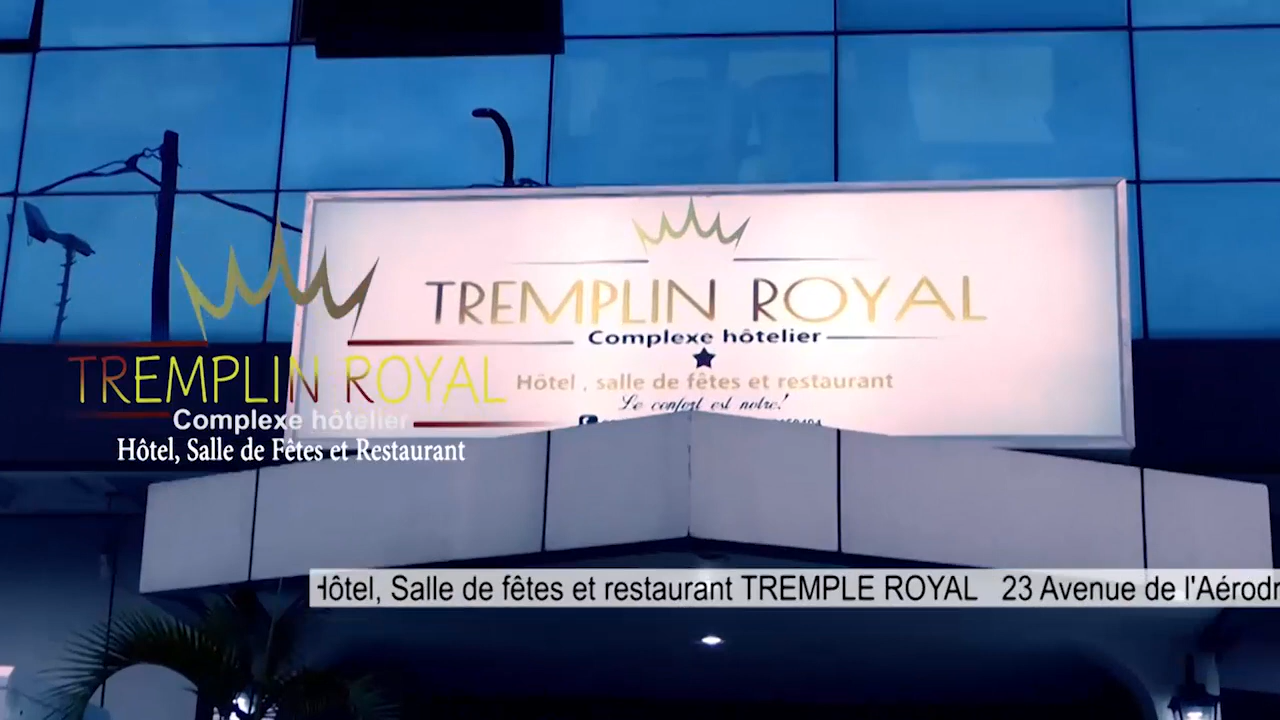 TREMPLIN ROYAL
Complexe hôtelier
Hôtel , salle de fêtes et restaurant
Le confort est notre!
TREMPLIN ROYAL
Complexe hôtelier
Hôtel, Salle de Fêtes et Restaurant
Hôtel, Salle de fêtes et restaurant TREMPLE ROYAL 23 Avenue de